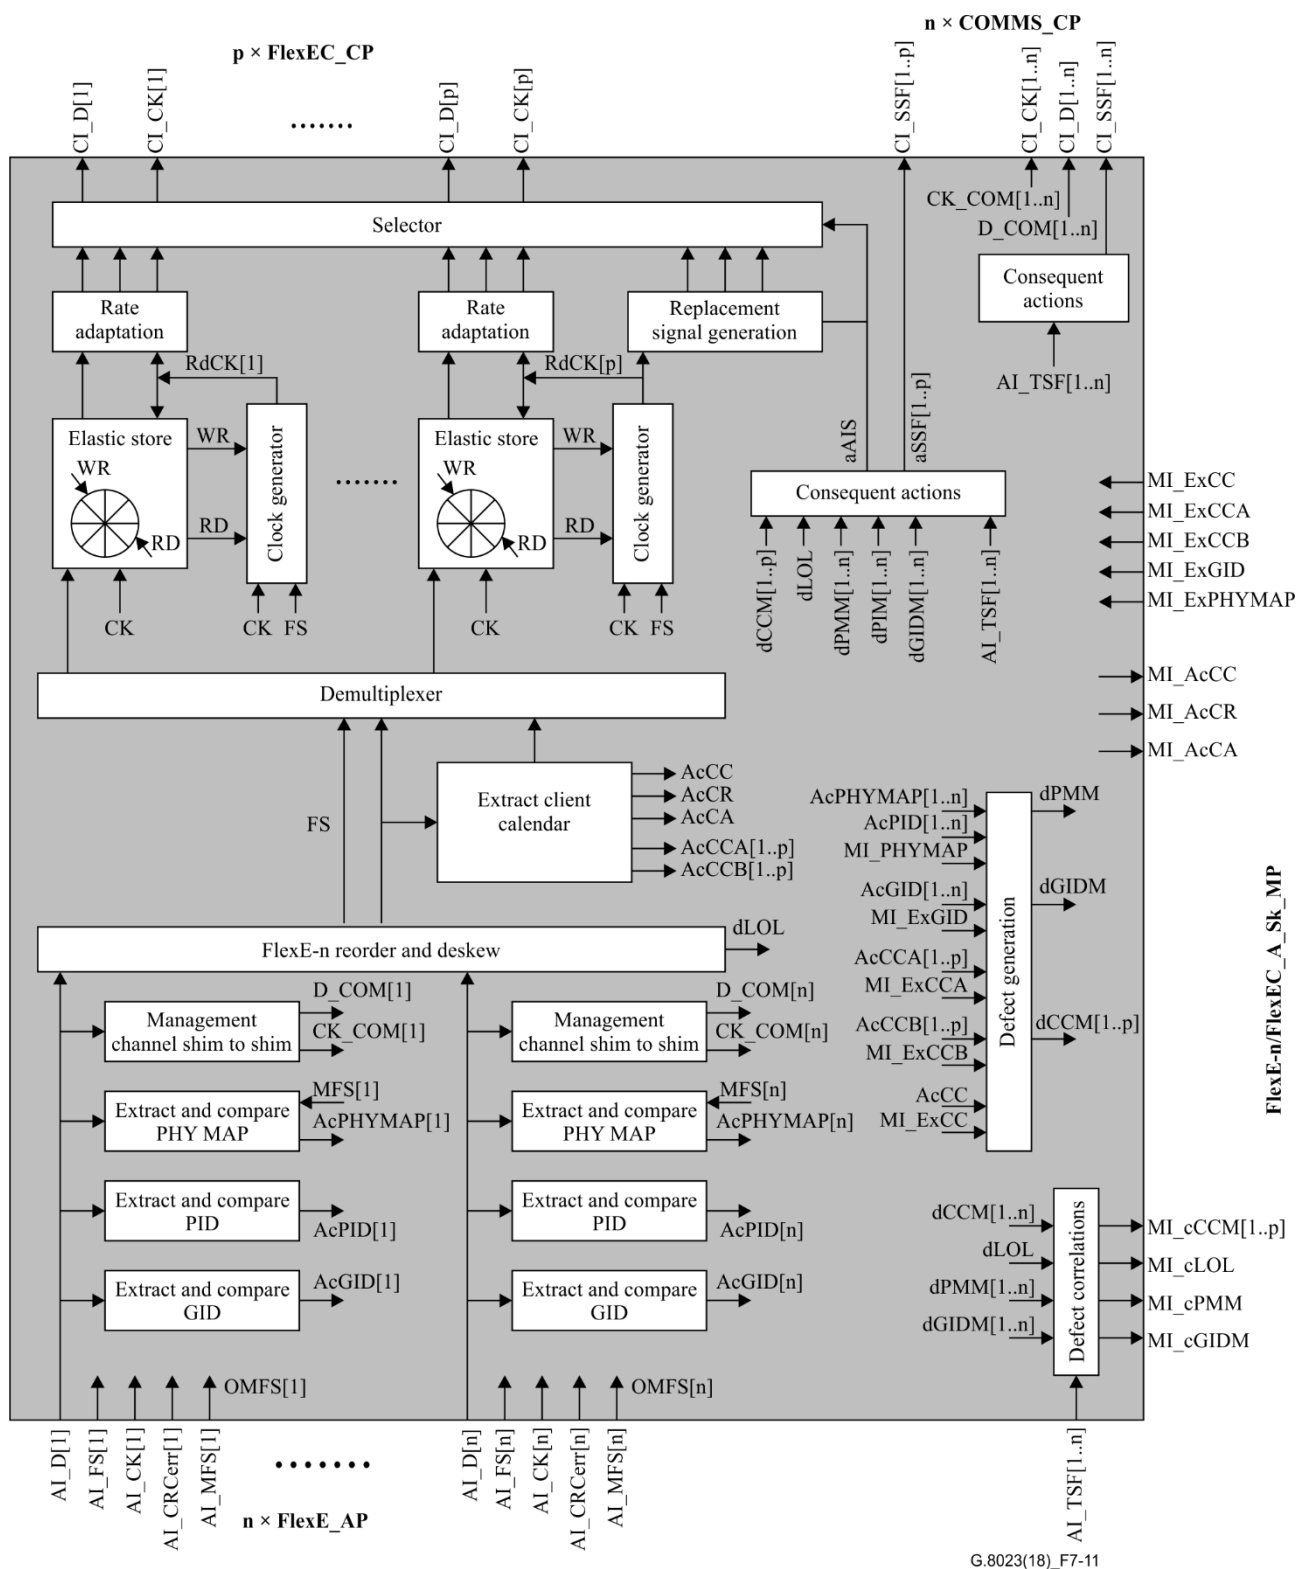 n × COMMS_CP
p × FlexEC_CP
CI_D[1]
CI_CK[1]
.......
CI_D[p]
CI_CK[p]
CI_SSF[1..p]
CI_CK[1..n]
CI_D[1..n]
CI_SSF[1..n]
CK_COM[1..n]
D_COM[1..n]
Selector
Consequent
actions
AI_TSF[1..n]
Rate
adaptation
Rate
adaptation
Replacement
signal generation
RdCK[1]
RdCK[p]
aAIS
aSSF[1..p]
Elastic store
WR
WR
RD
RD
Clock generator
.......
Elastic store
WR
WR
RD
RD
Clock generator
CK
CK
FS
CK
CK
FS
Consequent actions
dCCM[1..p]
dLOL
dPMM[1..n]
dPIM[1..n]
dGIDM[1..n]
AI_TSF[1..n]
MI_ExCC
MI_ExCCA
MI_ExCCB
MI_ExGID
MI_ExPHYMAP
MI_AcCC
MI_AcCR
MI_AcCA
Demultiplexer
FS
Extract client
calendar
AcCC
AcCR
AcCA
AcCCA[1..p]
AcCCB[1..p]
AcPHYMAP[1..n]
AcPID[1..n]
MI_PHYMAP
AcGID[1..n]
MI_ExGID
AcCCA[1..p]
MI_ExCCA
AcCCB[1..p]
MI_ExCCB
AcCC
MI_ExCC
Defect generation
dPMM
dGIDM
dCCM[1..p]
FlexE-n/FlexEC_A_Sk_MP
FlexE-n reorder and deskew
dLOL
Management
channel shim to shim
D_COM[1]
CK_COM[1]
Management
channel shim to shim
D_COM[n]
CK_COM[n]
Extract and compare
PHY MAP
MFS[1]
AcPHYMAP[1]
Extract and compare
PHY MAP
MFS[n]
AcPHYMAP[n]
Extract and compare
PID
AcPID[1]
Extract and compare
PID
AcPID[n]
Extract and compare
GID
AcGID[1]
Extract and compare
GID
AcGID[n]
dCCM[1..n]
dLOL
dPMM[1..n]
dGIDM[1..n]
Defect correlations
MI_cCCM[1..p]
MI_cLOL
MI_cPMM
MI_cGIDM
OMFS[1]
OMFS[n]
AI_D[1]
AI_FS[1]
AI_CK[1]
AI_CRCerr[1]
AI_MFS[1]
.......
AI_D[n]
AI_FS[n]
AI_CK[n]
AI_CRCerr[n]
AI_MFS[n]
AI_TSF[1..n]
n × FlexE_AP
G.8023(18)_F7-11